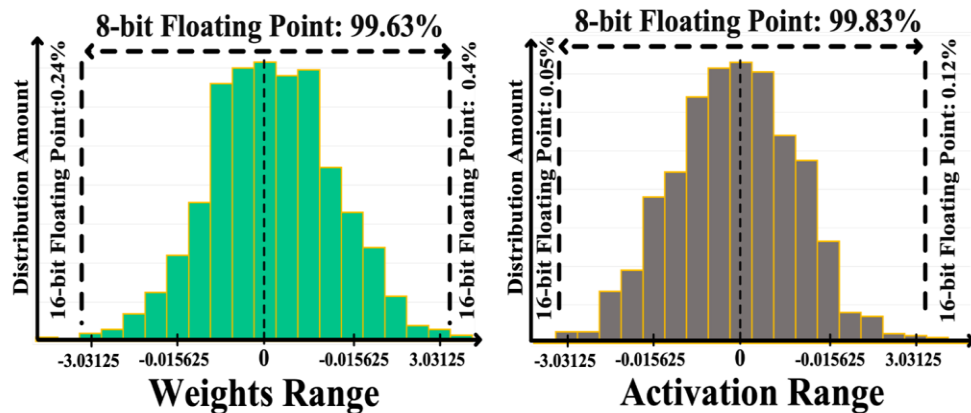 8-bit Floating Point: 99.63%
Distribution Amount
16-bit Floating Point:0.24%
16-bit Floating Point: 0.4%
-3.03125 -0.015625 0 -0.015625 3.03125
Weights Range
8-bit Floating Point: 99.83%
Distribution Amount
16-bit Floating Point: 0.05%
16-bit Floating Point: 0.12%
-3.03125 -0.015625 0 -0.015625 3.03125
Activation Range